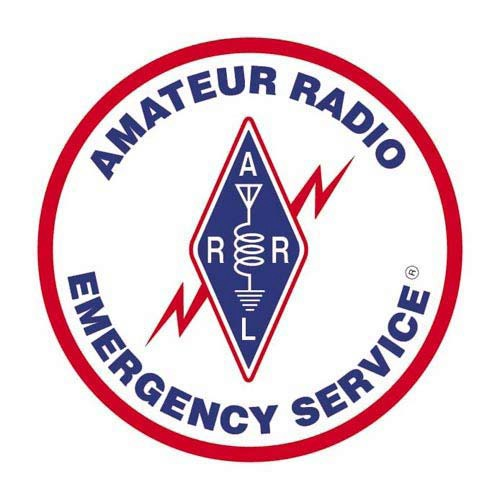 AMATEUR RADIO
A
R R
L
EMERGENCY SERVICE ®